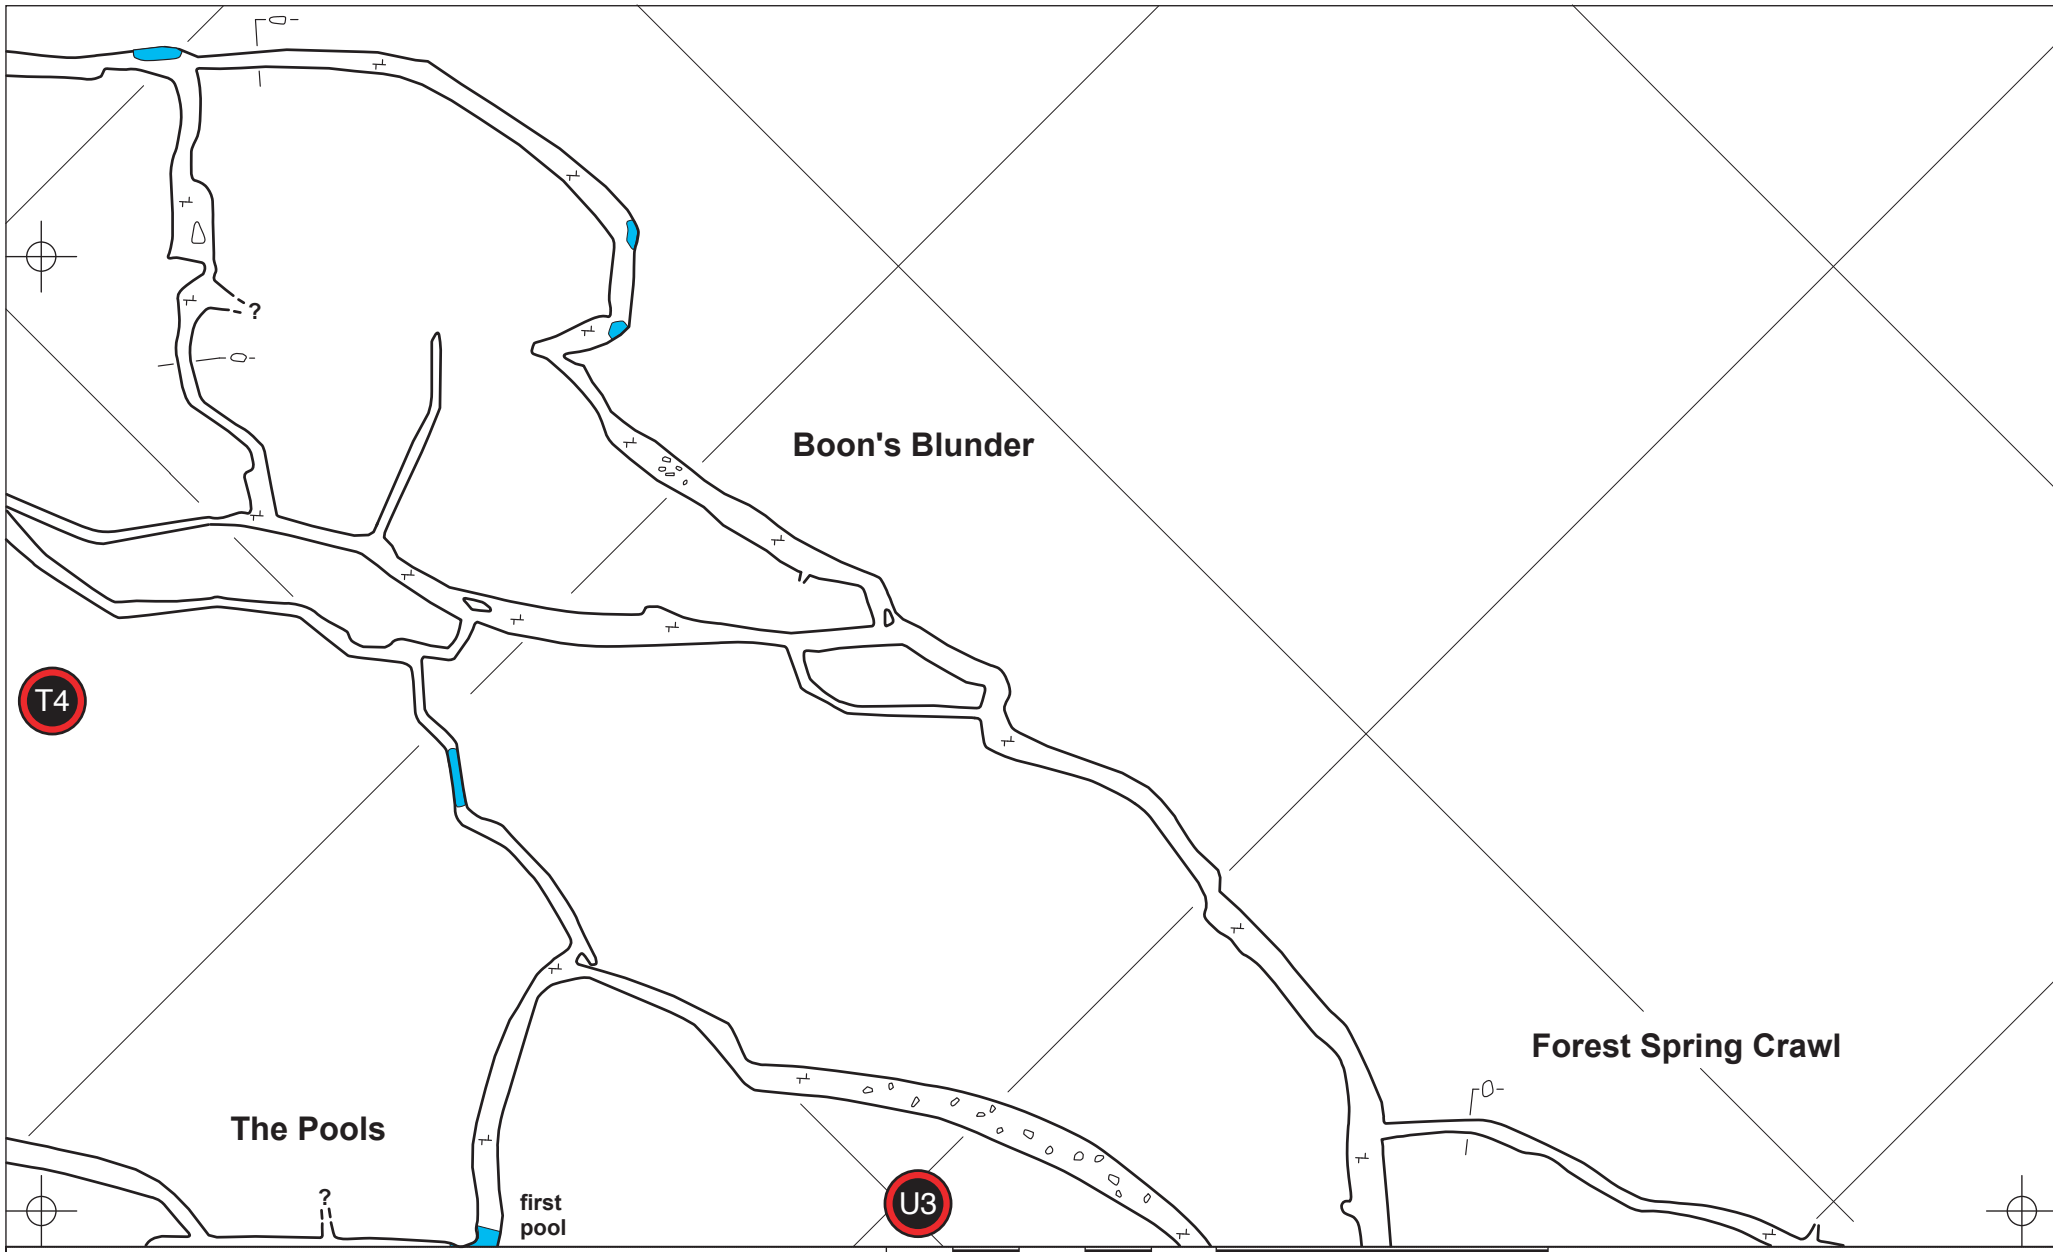 ?
Boon's Blunder
T4
Forest Spring Crawl
The Pools
?
first
pool
U3